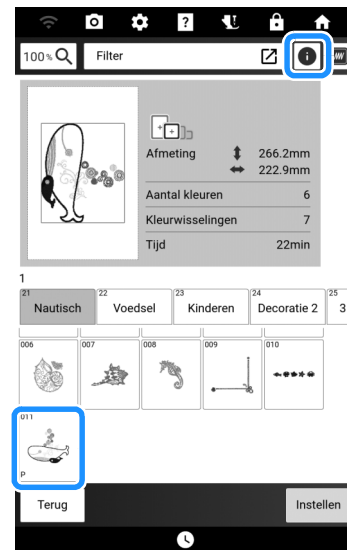 100% Filter
Afmeting 266.2mm
222.9mm
Aantal kleuren 6
Kleurwisselingen 7
Tijd 22min
1
21 Nautisch 22 Voedsel 23 Kinderen 24 Decoratie 2 25 3
006 007 008 009 010
011
P
Terug Instellen